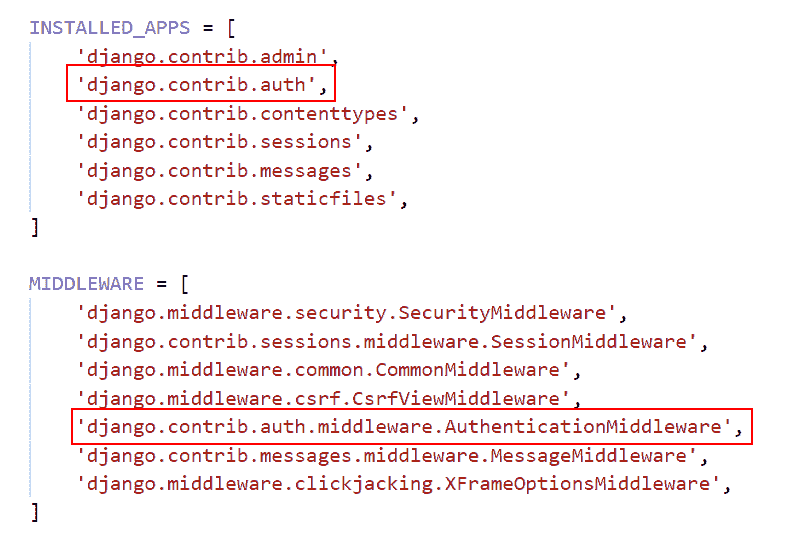 INSTALLED_APPS = [
    'django.contrib.admin',
    'django.contrib.auth',
    'django.contrib.contenttypes',
    'django.contrib.sessions',
    'django.contrib.messages',
    'django.contrib.staticfiles',
]

MIDDLEWARE = [
    'django.middleware.security.SecurityMiddleware',
    'django.contrib.sessions.middleware.SessionMiddleware',
    'django.middleware.common.CommonMiddleware',
    'django.middleware.csrf.CsrfViewMiddleware',
    'django.contrib.auth.middleware.AuthenticationMiddleware',
    'django.contrib.messages.middleware.MessageMiddleware',
    'django.middleware.clickjacking.XFrameOptionsMiddleware',
]